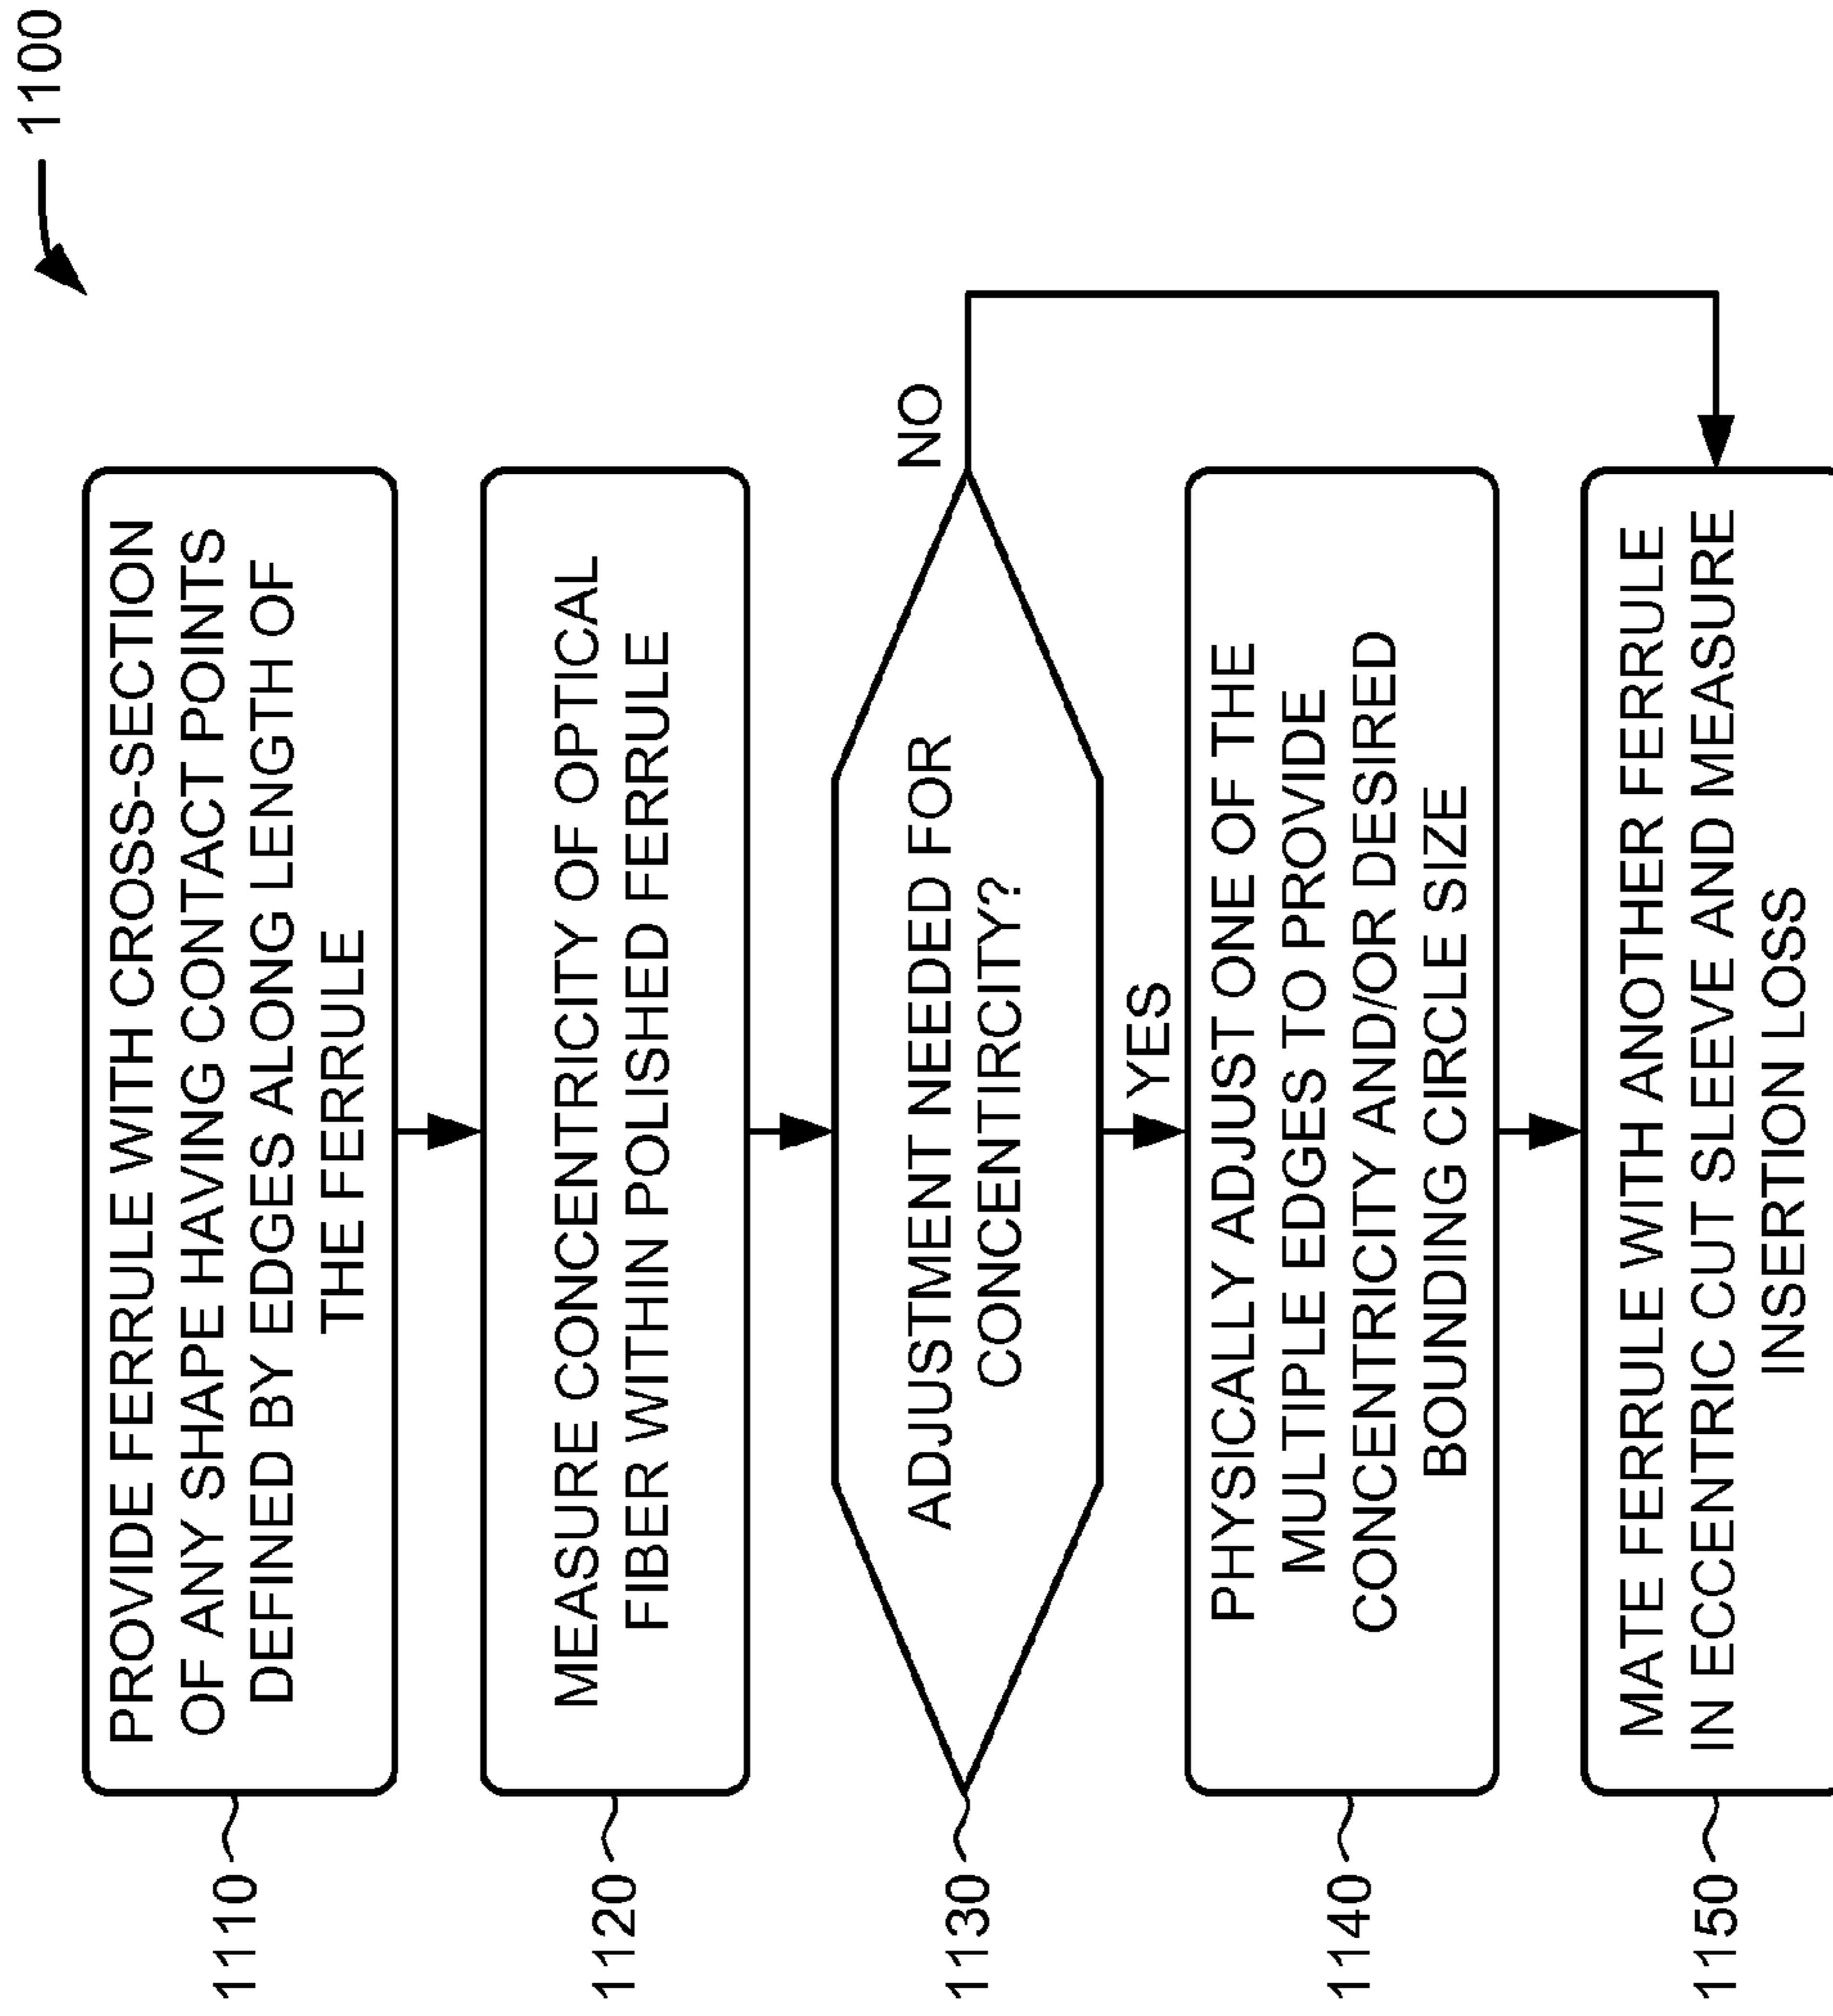 1100
1110
PROVIDE FERRULE WITH CROSS-SECTION
OF ANY SHAPE HAVING CONTACT POINTS
DEFINED BY EDGES ALONG LENGTH OF
THE FERRULE
1120
MEASURE CONCENTRICITY OF OPTICAL
FIBER WITHIN POLISHED FERRULE
1130
ADJUSTMENT NEEDED FOR
CONCENTIRCITY?
NO
YES
1140
PHYSICALLY ADJUST ONE OF THE
MULTIPLE EDGES TO PROVIDE
CONCENTRICITY AND/OR DESIRED
BOUNDING CIRCLE SIZE
1150
MATE FERRULE WITH ANOTHER FERRULE
IN ECCENTRIC CUT SLEEVE AND MEASURE
INSERTION LOSS